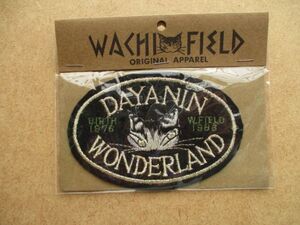 WACHI FIELD
ORIGINAL APPAREL
DAYANIN
BIRTH W.FIELD
1976 1983
WONDERLAND